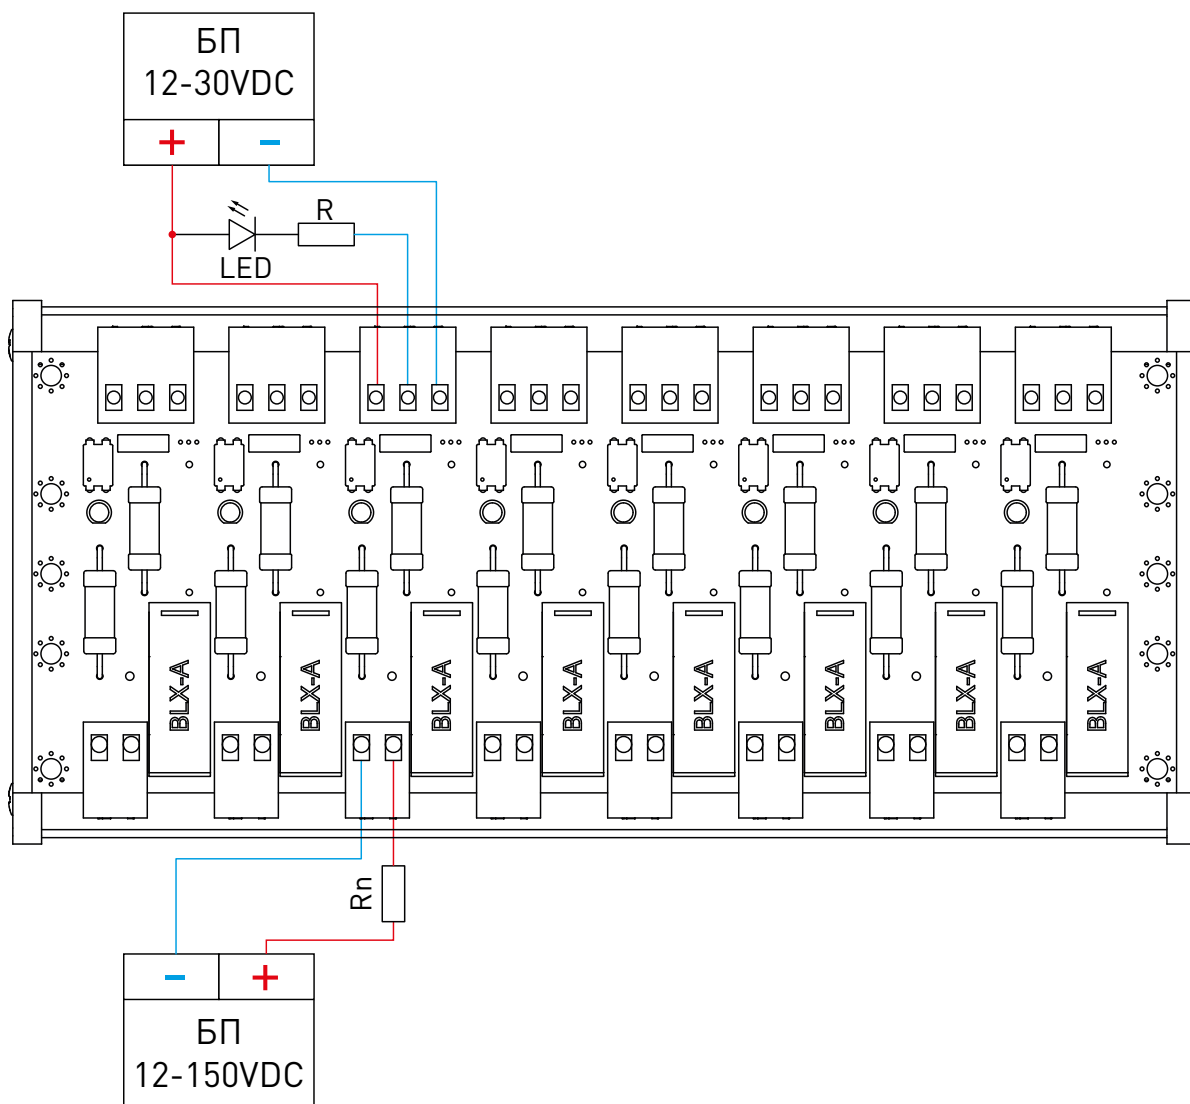 БП
12-30VDC
+ -
R
LED
BLX-A BLX-A BLX-A BLX-A BLX-A BLX-A BLX-A BLX-A
Rn
- +
БП
12-150VDC